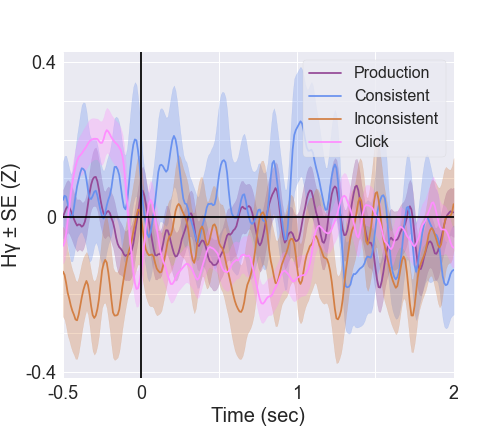 0.4
Production
Consistent
Inconsistent
Click
Hγ ± SE (Z)
0
-0.4
-0.5
0
1
2
Time (sec)